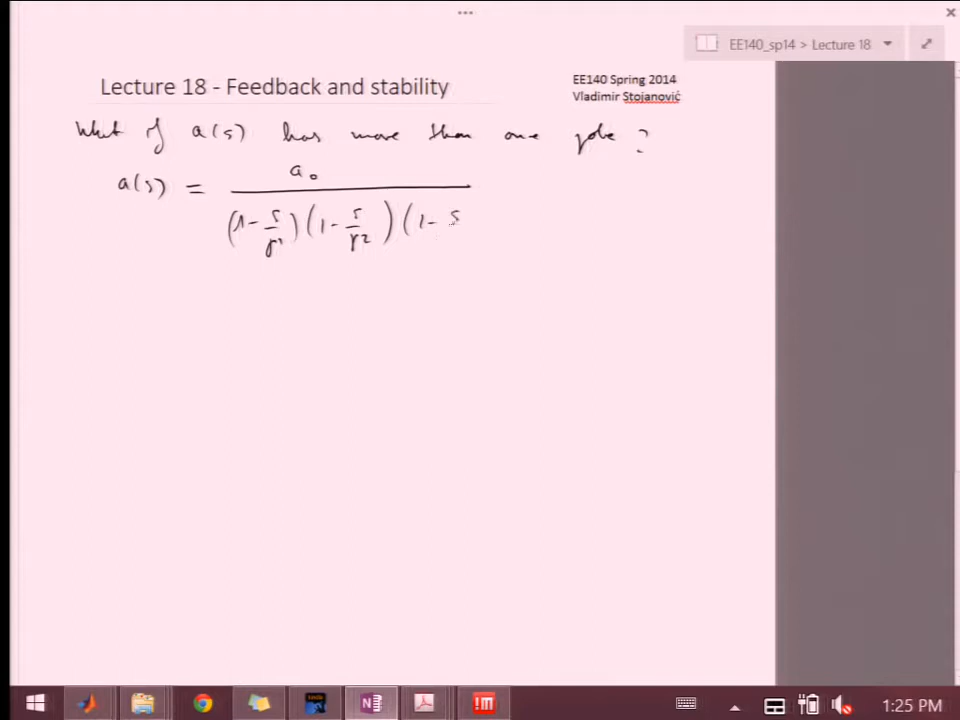 EE140_sp14 > Lecture 18
Lecture 18 - Feedback and stability
EE140 Spring 2014
Vladimir Stojanović
What if a(s) has more than one pole ?
a(s) = a₀ / (1 - s/p1)(1 - s/p2)(1 - s
1:25 PM